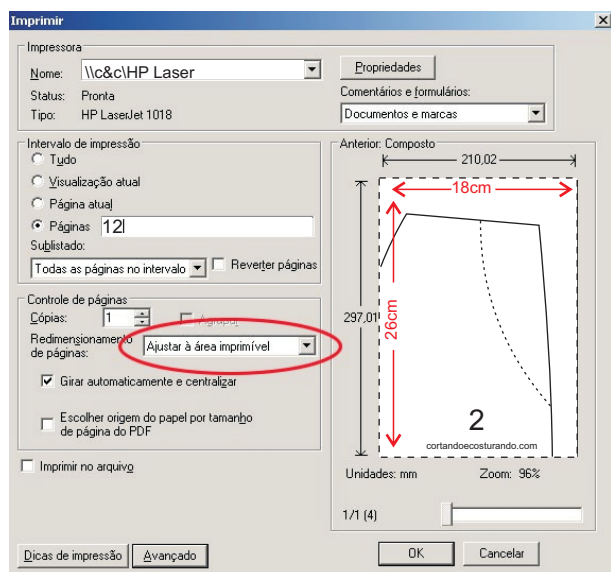 Imprimir
Impressora
Nome: \\c&c\HP Laser
Propriedades
Status: Pronta
Comentários e formulários:
Tipo: HP LaserJet 1018
Documentos e marcas
Intervalo de impressão
Tudo
Visualização atual
Página atual
Páginas 12
Sublistado:
Todas as páginas no intervalo
Reverter páginas
Controle de páginas
Cópias: 1
Agrupar
Redimensionamento
de páginas:
Ajustar à área imprimível
Girar automaticamente e centralizar
Escolher origem do papel por tamanho
de página do PDF
Imprimir no arquivo
Anterior: Composto
210,02
18cm
297,01
26cm
2
cortandoecosturando.com
Unidades: mm Zoom: 96%
1/1 (4)
Dicas de impressão Avançado OK Cancelar